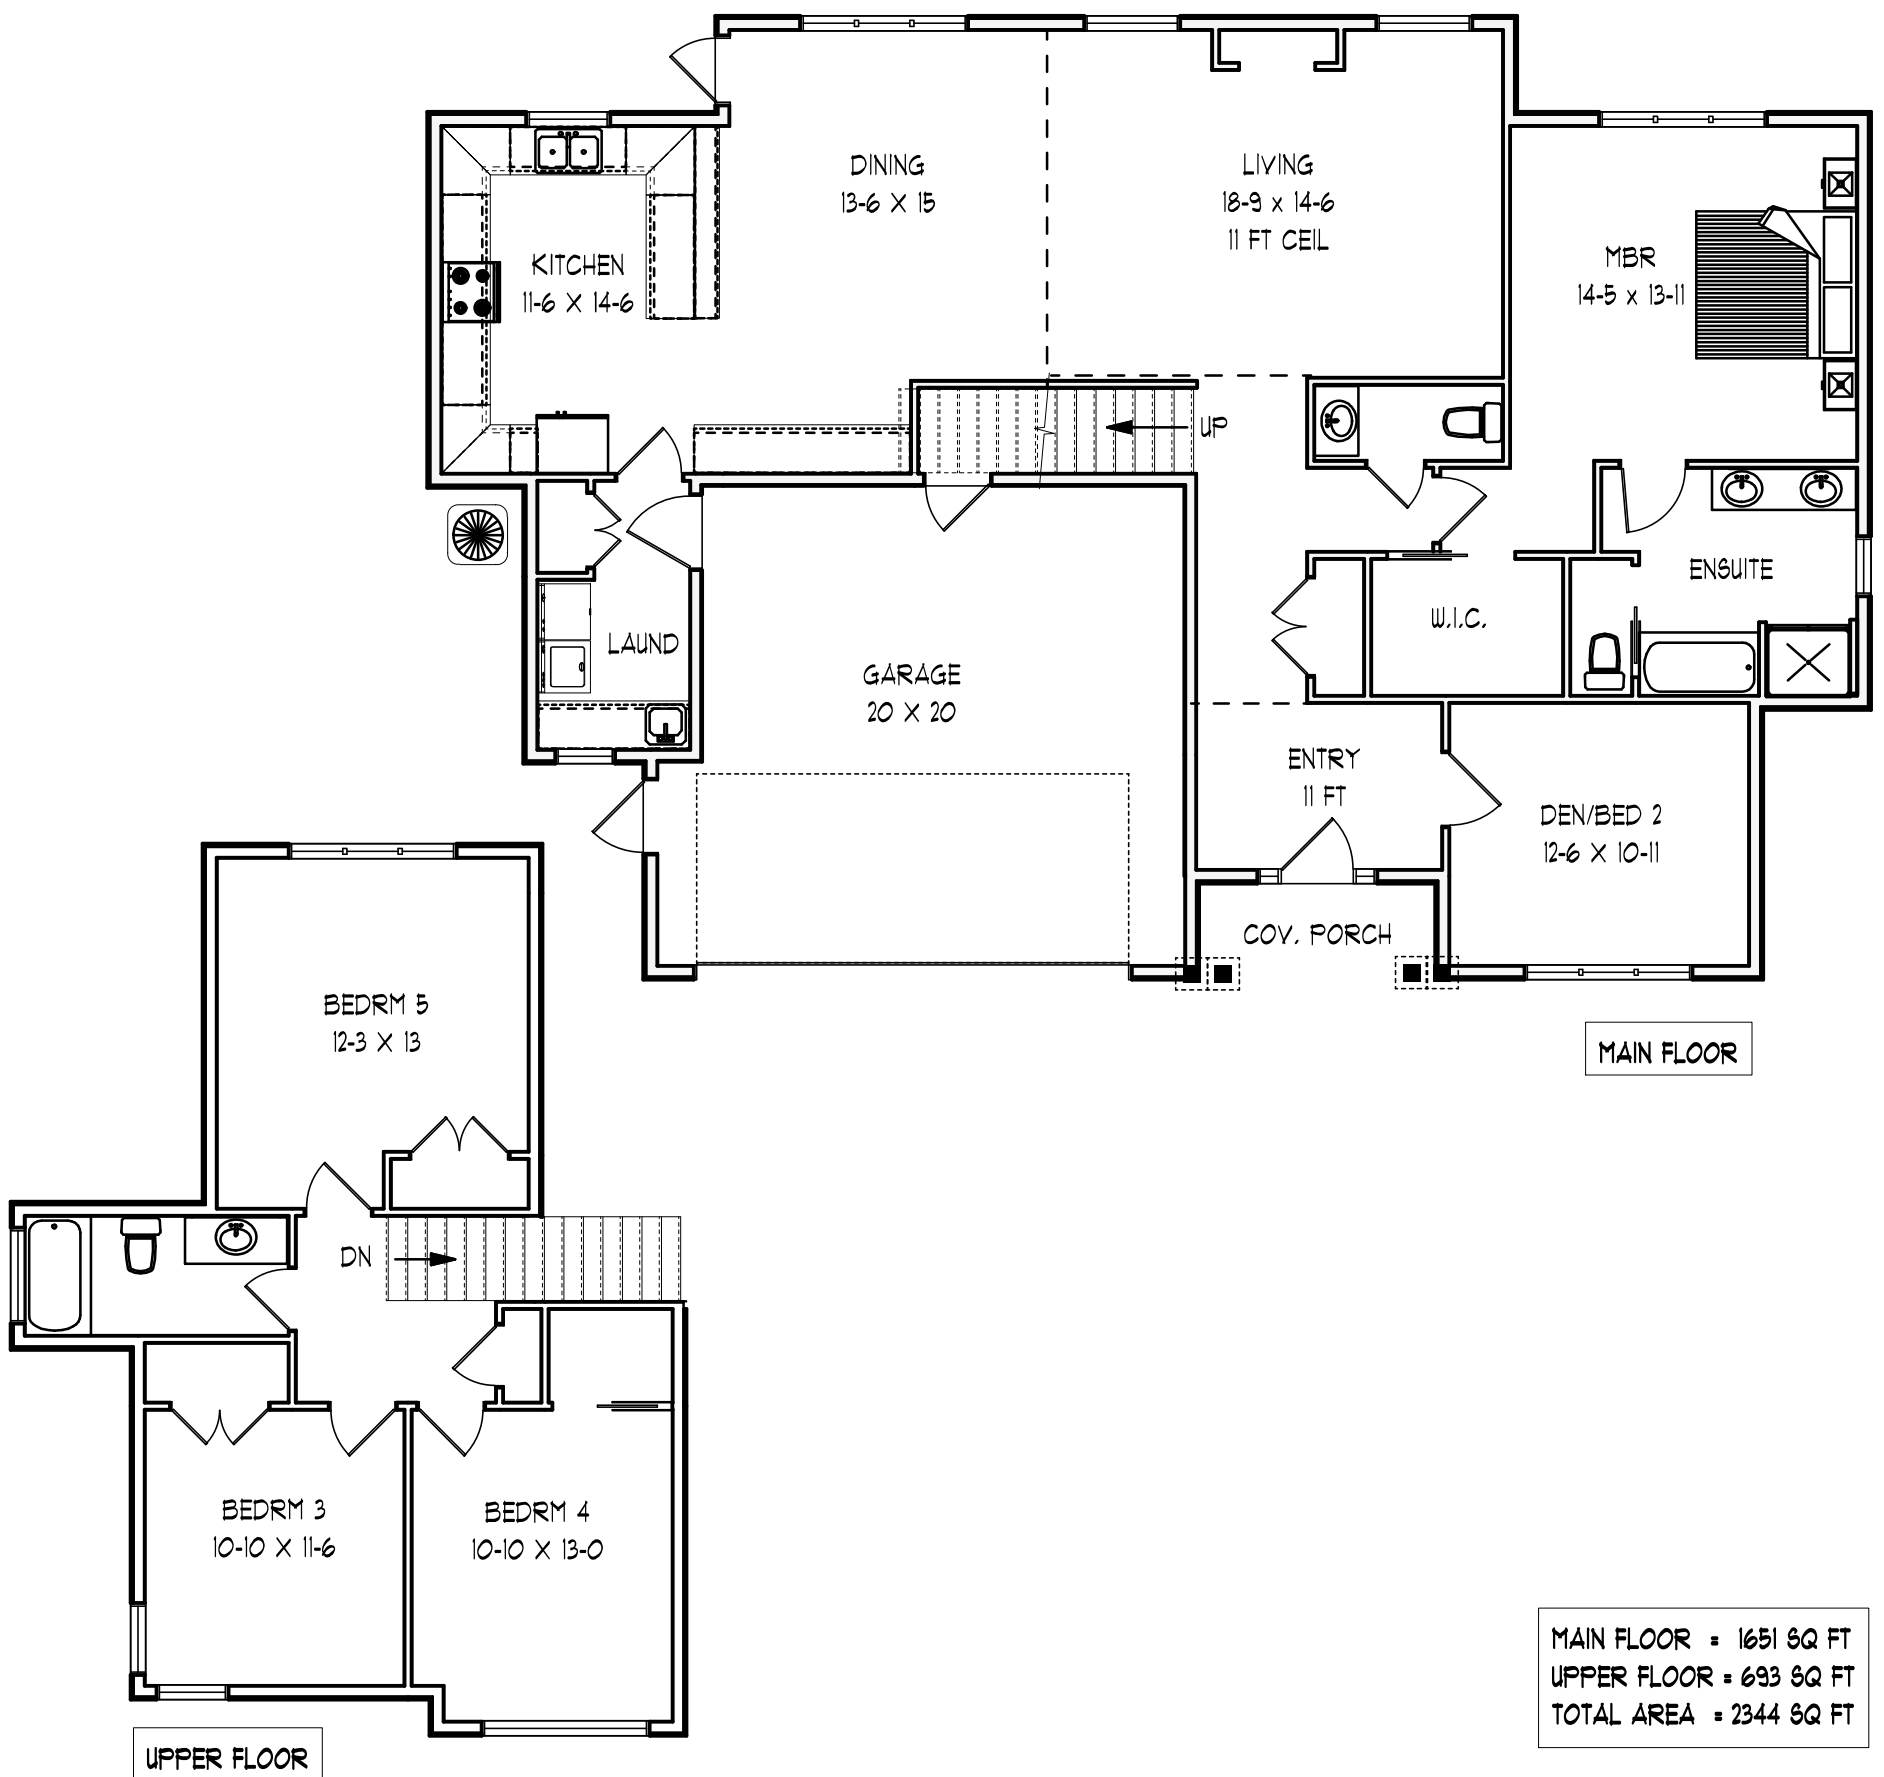 DINING
13-6 X 15
LIVING
18-9 x 14-6
11 FT CEIL
KITCHEN
11-6 X 14-6
MBR
14-5 x 13-11
UP
ENSUITE
W.I.C.
LAUND
GARAGE
20 X 20
ENTRY
11 FT
DEN/BED 2
12-6 X 10-11
COV. PORCH
MAIN FLOOR
BEDRM 5
12-3 X 13
DN
BEDRM 3
10-10 X 11-6
BEDRM 4
10-10 X 13-0
MAIN FLOOR = 1651 SQ FT
UPPER FLOOR = 693 SQ FT
TOTAL AREA = 2344 SQ FT
UPPER FLOOR